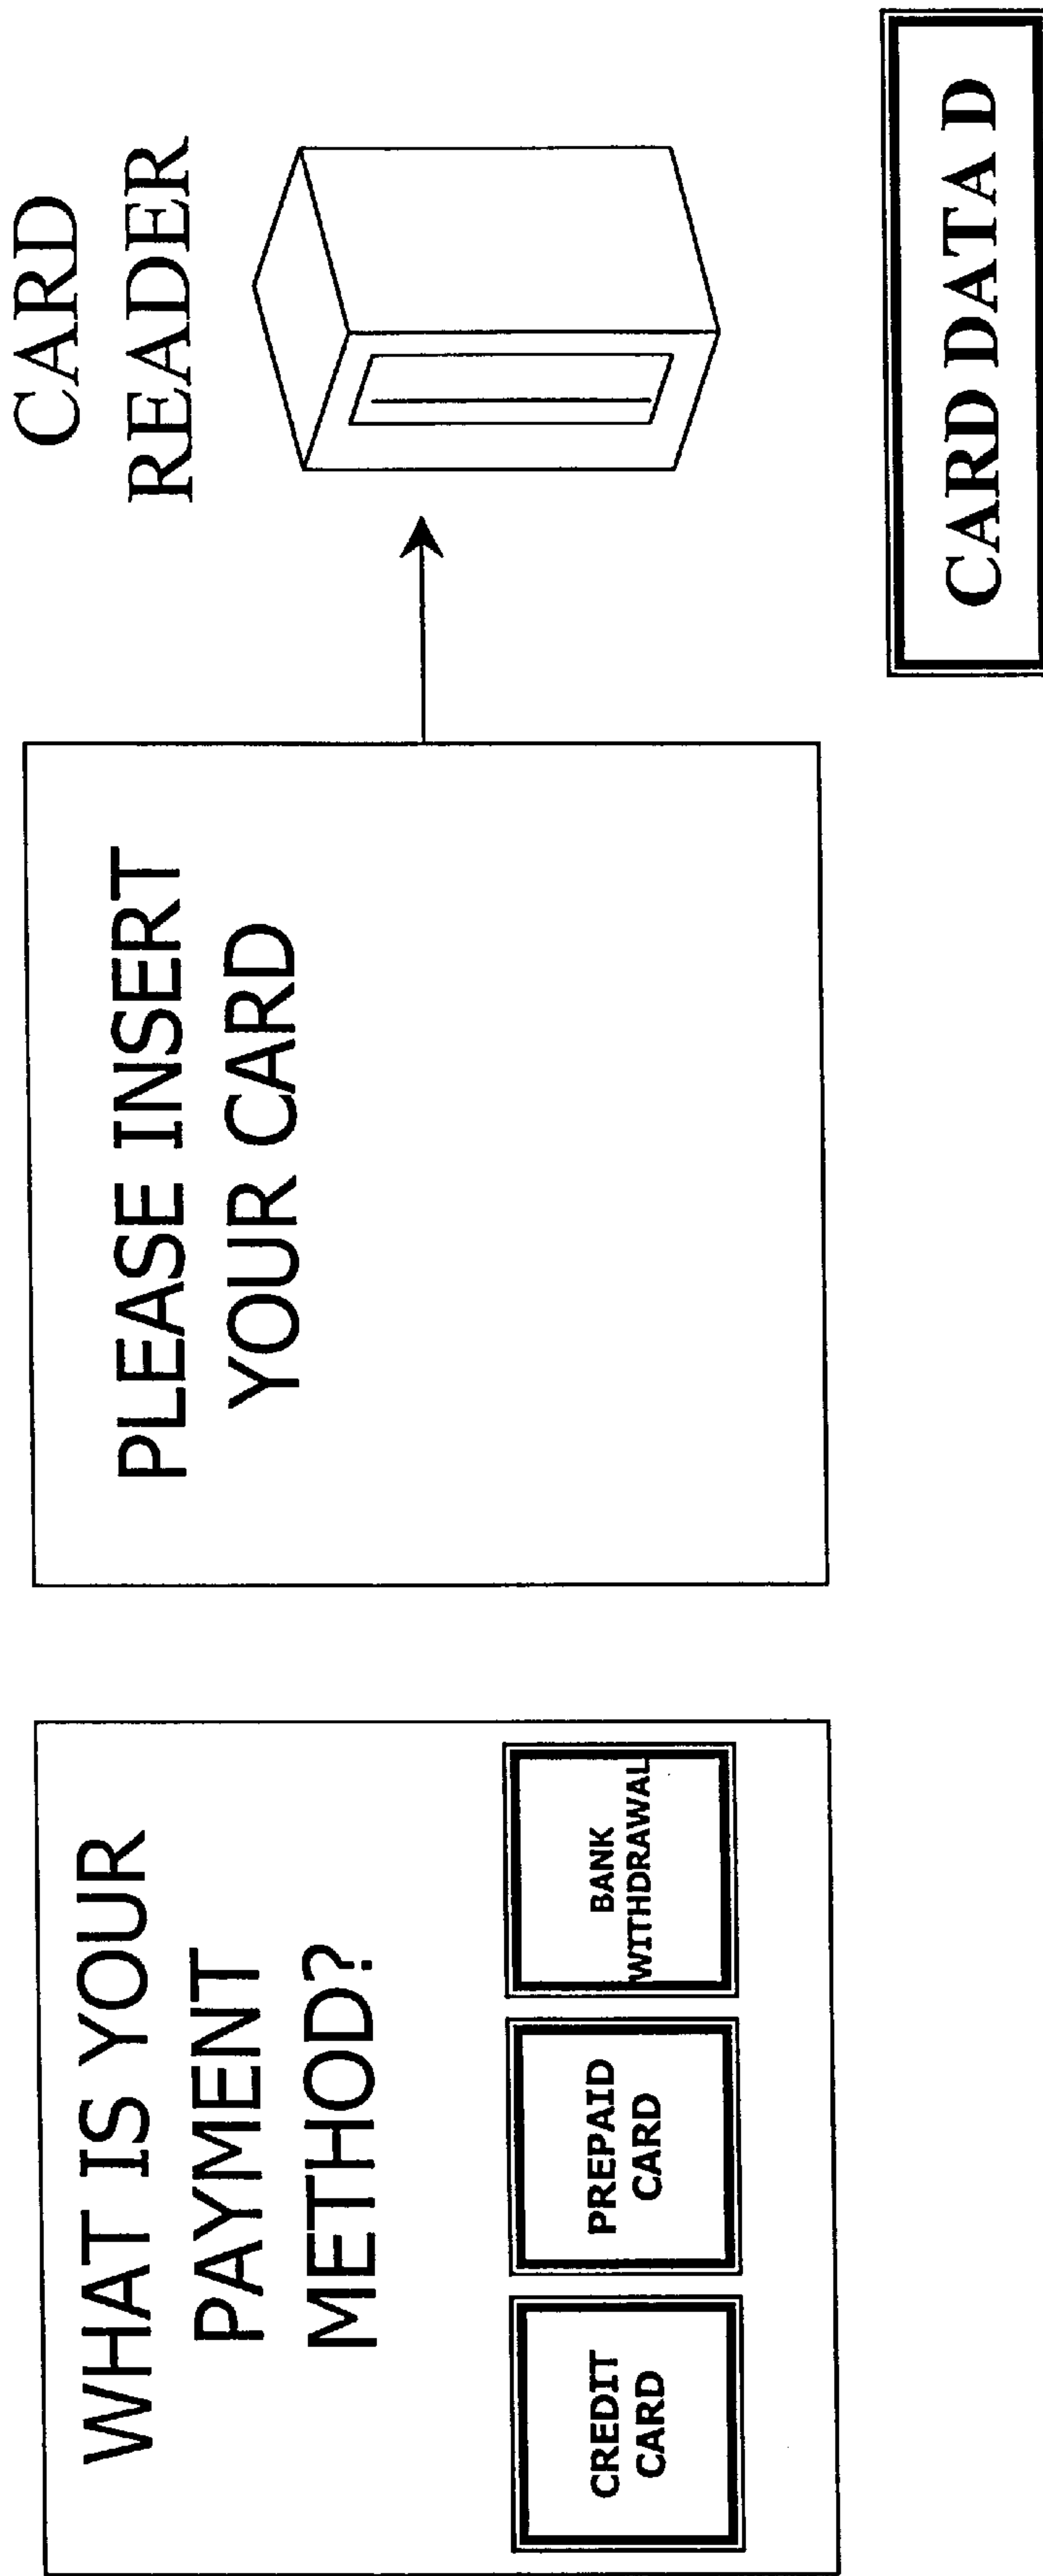 WHAT IS YOUR
PAYMENT
METHOD?
CREDIT
CARD
PREPAID
CARD
BANK
WITHDRAWAL
PLEASE INSERT
YOUR CARD
CARD
READER
CARD DATA D